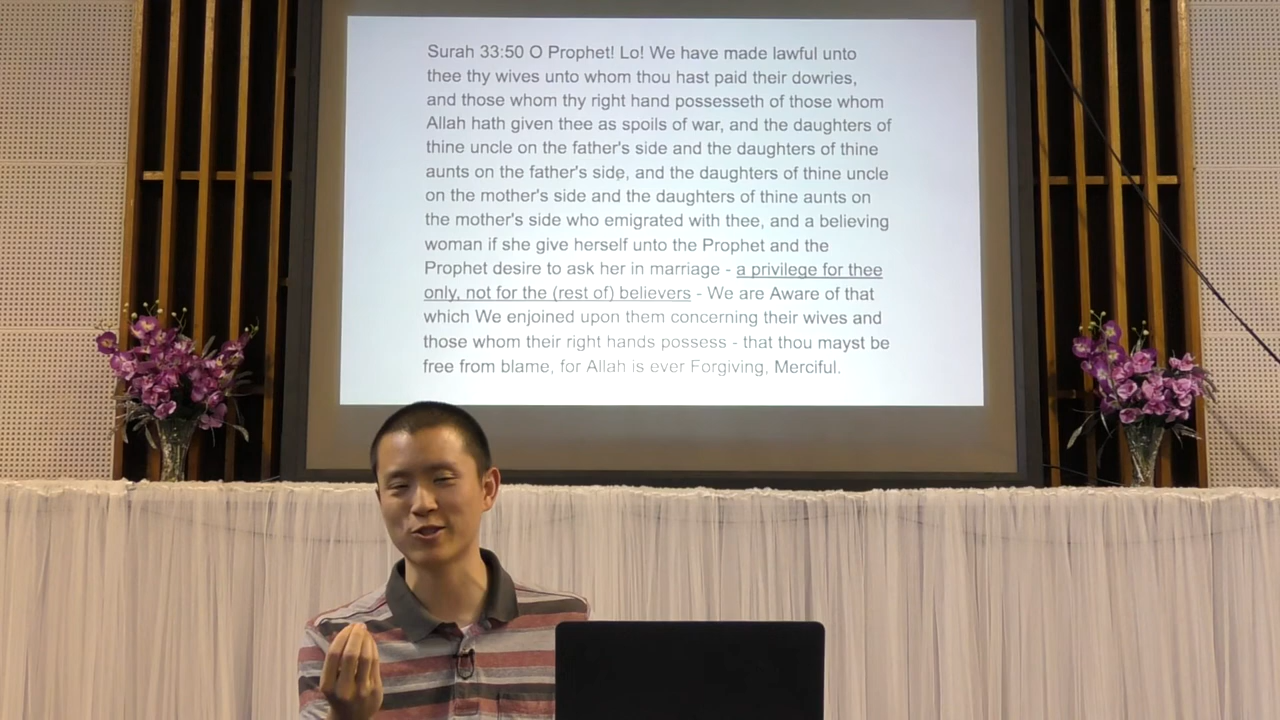 Surah 33:50 O Prophet! Lo! We have made lawful unto
thee thy wives unto whom thou hast paid their dowries,
and those whom thy right hand possesseth of those whom
Allah hath given thee as spoils of war, and the daughters of
thine uncle on the father's side and the daughters of thine
aunts on the father's side, and the daughters of thine uncle
on the mother's side and the daughters of thine aunts on
the mother's side who emigrated with thee, and a believing
woman if she give herself unto the Prophet and the
Prophet desire to ask her in marriage - a privilege for thee
only, not for the (rest of) believers - We are Aware of that
which We enjoined upon them concerning their wives and
those whom their right hands possess - that thou mayst be
free from blame, for Allah is ever Forgiving, Merciful.